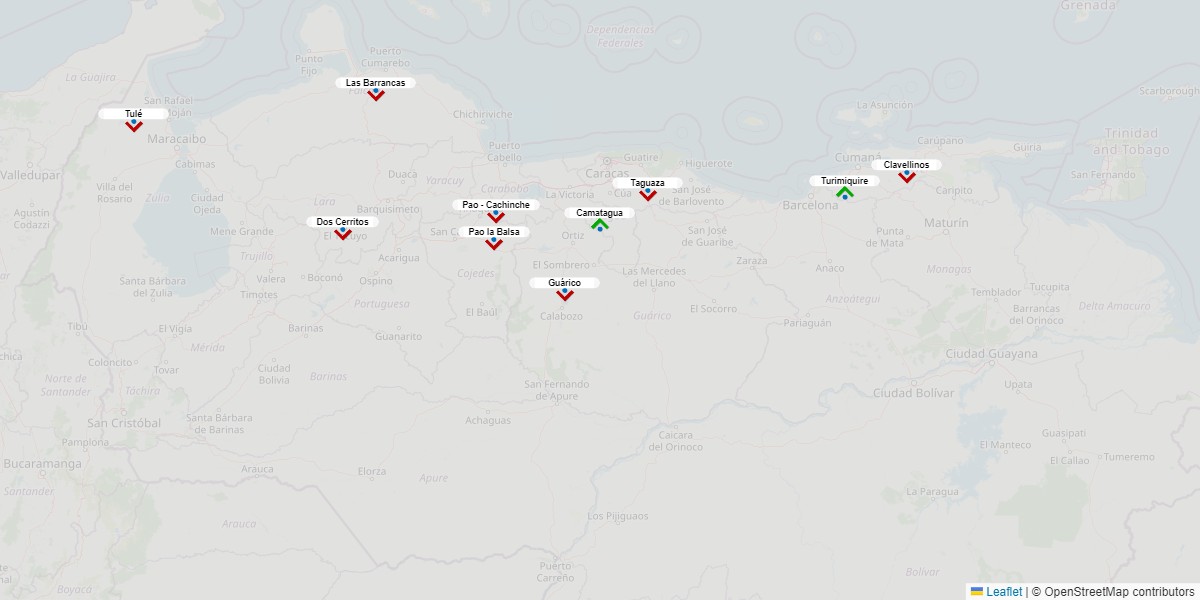 Grenada
Dependencias
Federales
Puerto
Cumarebo
Punto
Fijo
La Guajira
Las Barrancas
Scarborough
San Rafael
Tulé
Chichiriviche
La Asunción
Maracaibo
Trinidad
and Tobago
Puerto
Cabello
Carupano
Guiria
Cabimas
Guatire
Higuerote
Cumaná
Clavellinos
Valledupar
Caracas
San Fernando
Duaca
Yaracuy
Carabobo
Taguaza
Turimiquire
Villa del
Rosario
Zulia
Ciudad
Ojeda
La Victoria
Cúa
San José
de Barlovento
Caripito
Lara
Barquisimeto
Pao - Cachinche
Camatagua
Barcelona
Agustín
Codazzi
Dos Cerritos
Maturín
Mene Grande
Pao la Balsa
Ortiz
San José
de Guaribe
Punta
de Mata
Trujillo
Acarigua
Zaraza
El Sombrero
Anaco
Monagas
Santa Bárbara
del Zulia
Valera
Boconó
Ospino
Cojedes
Las Mercedes
del Llano
Guárico
Timotes
Portuguesa
Temblador
Tucupita
Anzoátegui
Delta Amacuro
El Baúl
Calabozo
Guárico
El Socorro
Barrancas
del Orinoco
Tibú
El Vigía
Barinas
Guanarito
Pariaguán
Mérida
Ciudad Guayana
Coloncito
Tovar
Ciudad
Bolivia
Barinas
Norte de
Santander
Táchira
San Fernando
de Apure
Upata
Ciudad Bolívar
San Cristóbal
Santa Bárbara
de Barinas
Achaguas
Caicara
del Orinoco
Guasipati
Pamplona
El Manteco
El Callao
Tumeremo
Bucaramanga
Arauca
Elorza
Apure
Santander
La Paragua
Arauca
Los Pijiguaos
Puerto
Carreño
Bolívar
Boyaca
Leaflet | © OpenStreetMap contributors